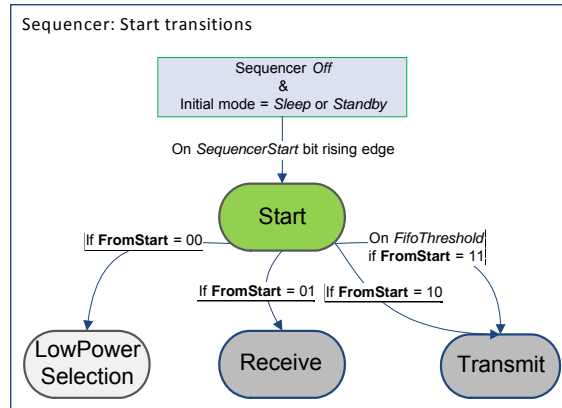 Sequencer: Start transitions
Sequencer Off
&
Initial mode = Sleep or Standby
On SequencerStart bit rising edge
Start
If FromStart = 00
On FifoThreshold
if FromStart = 11
If FromStart = 01
If FromStart = 10
LowPower
Selection
Receive
Transmit